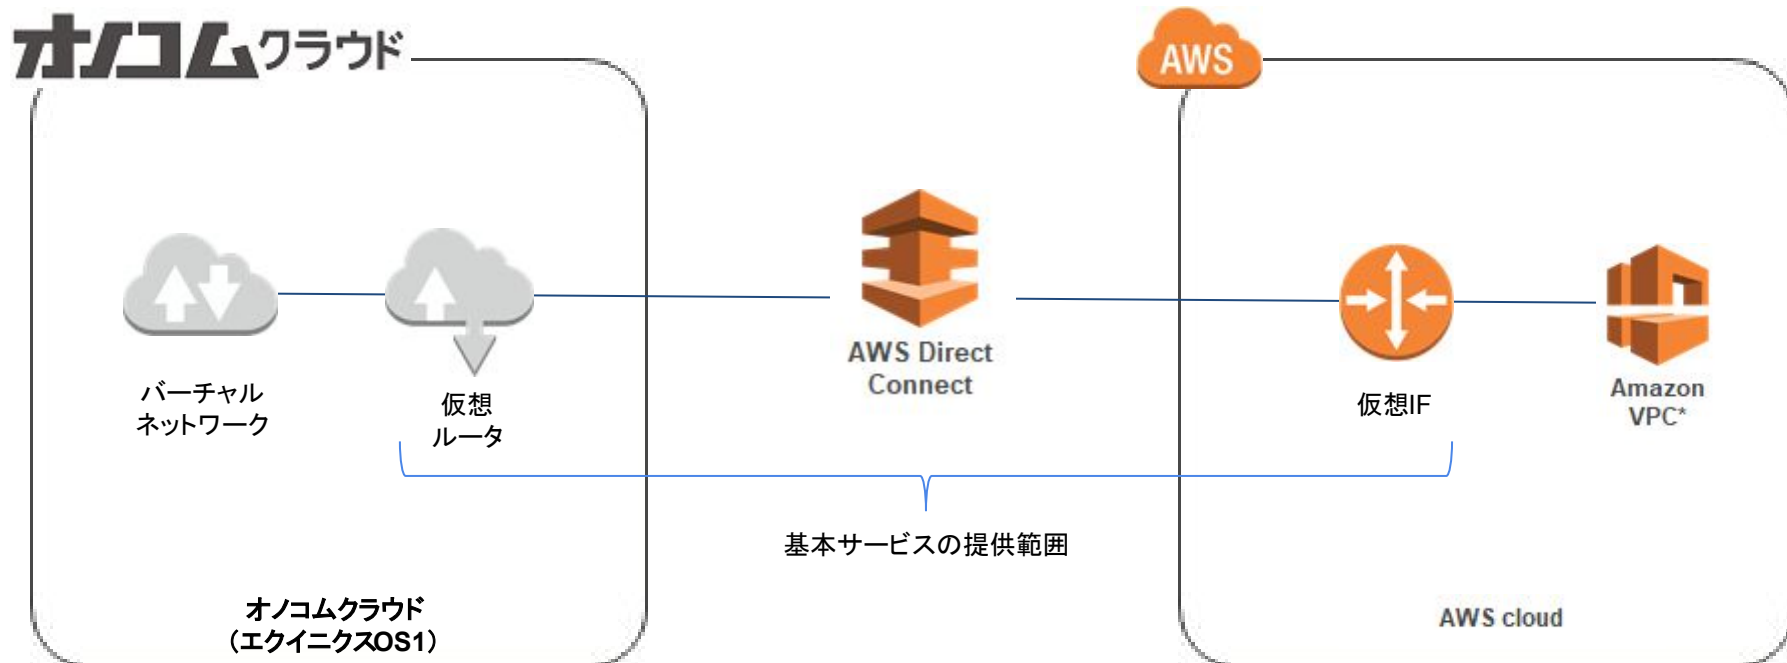 オノコムクラウド
AWS
AWS Direct
Connect
バーチャル
ネットワーク
仮想
ルータ
仮想IF
Amazon
VPC*
基本サービスの提供範囲
オノコムクラウド
（エクイニクスOS1）
AWS cloud